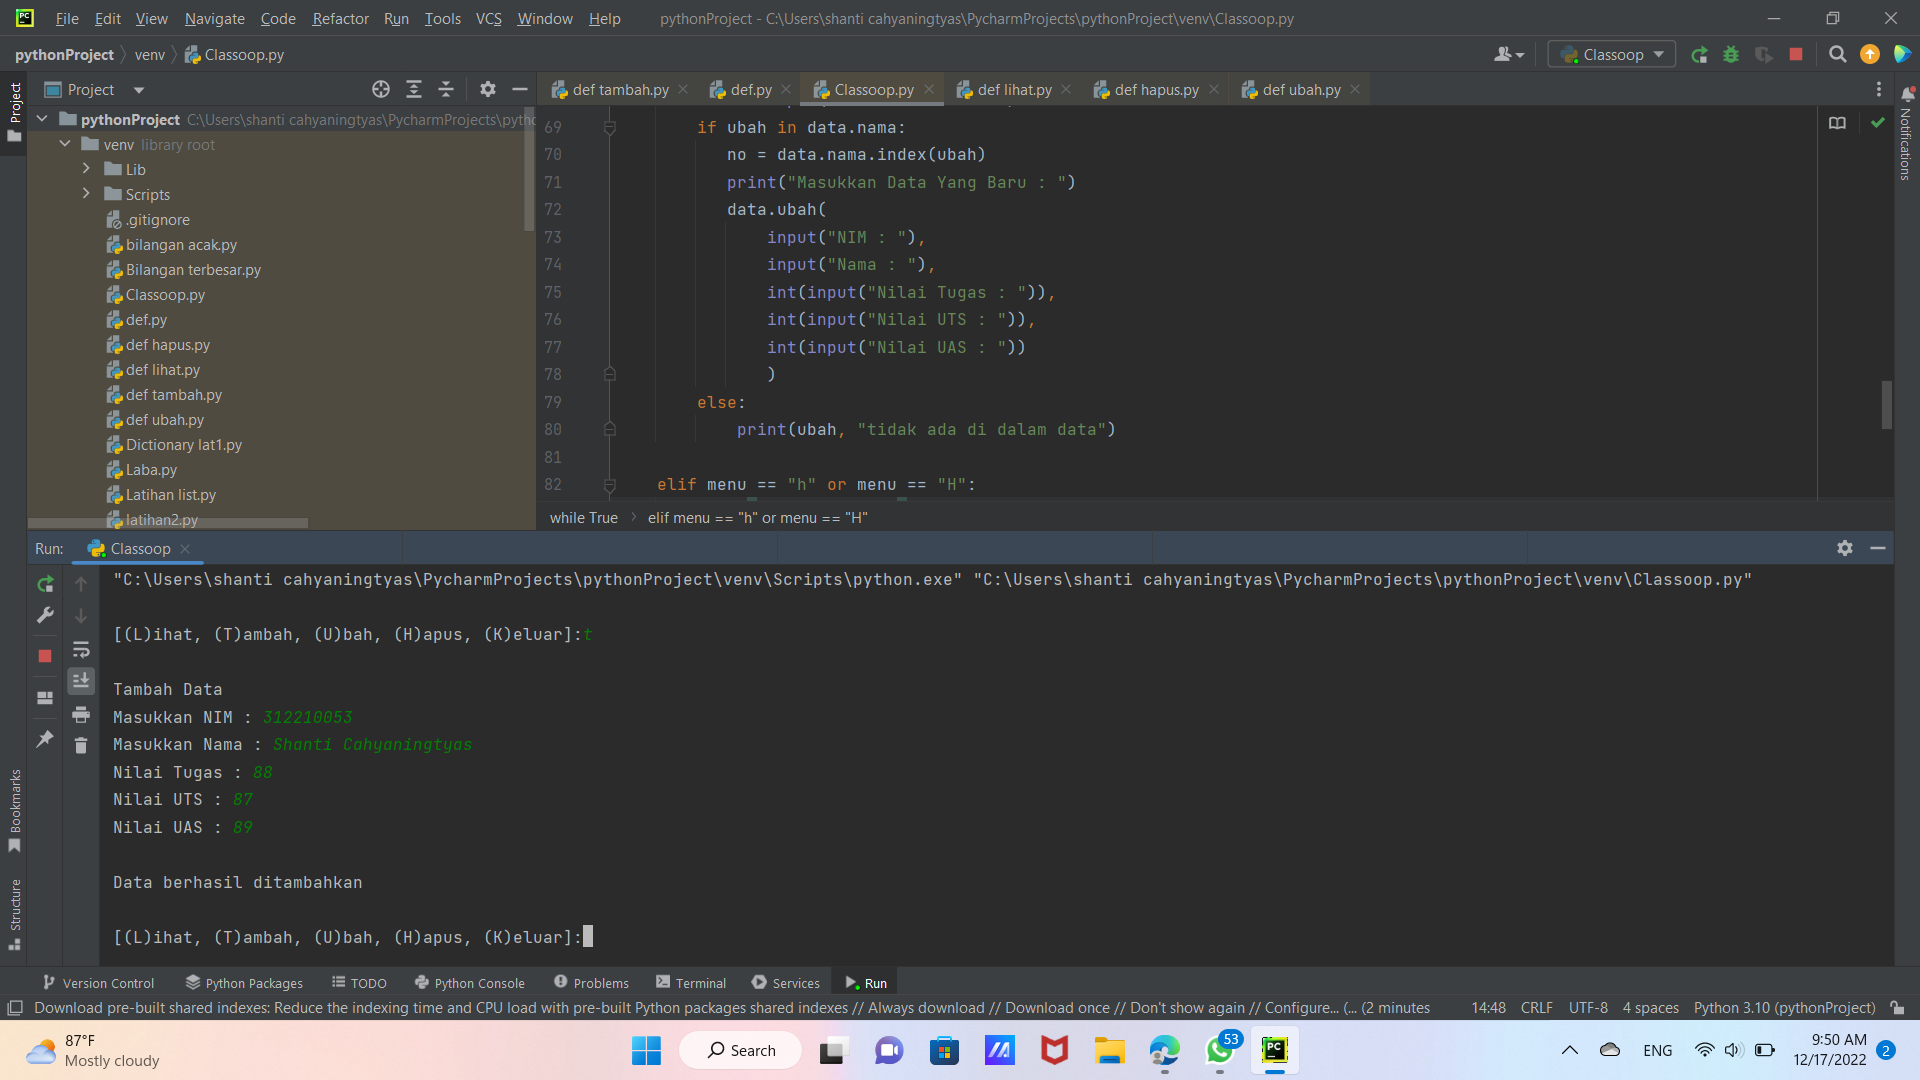 File Edit View Navigate Code Refactor Run Tools VCS Window Help pythonProject - C:\Users\shanti cahyaningtyas\PycharmProjects\pythonProject\venv\Classoop.py
pythonProject venv Classoop.py Classoop
Project
Project
def tambah.py def.py Classoop.py def lihat.py def hapus.py def ubah.py
Notifications
pythonProject C:\Users\shanti cahyaningtyas\PycharmProjects\pyth
venv library root
Lib
Scripts
.gitignore
bilangan acak.py
Bilangan terbesar.py
Classoop.py
def.py
def hapus.py
def lihat.py
def tambah.py
def ubah.py
Dictionary lat1.py
Laba.py
Latihan list.py
latihan2.py
69 if ubah in data.nama:
70 no = data.nama.index(ubah)
71 print("Masukkan Data Yang Baru : ")
72 data.ubah(
73 input("NIM : "),
74 input("Nama : "),
75 int(input("Nilai Tugas : ")),
76 int(input("Nilai UTS : ")),
77 int(input("Nilai UAS : "))
78 )
79 else:
80 print(ubah, "tidak ada di dalam data")
81
82 elif menu == "h" or menu == "H":
while True elif menu == "h" or menu == "H"
Run: Classoop
"C:\Users\shanti cahyaningtyas\PycharmProjects\pythonProject\venv\Scripts\python.exe" "C:\Users\shanti cahyaningtyas\PycharmProjects\pythonProject\venv\Classoop.py"
[(L)ihat, (T)ambah, (U)bah, (H)apus, (K)eluar]:t
Tambah Data
Masukkan NIM : 312210053
Masukkan Nama : Shanti Cahyaningtyas
Nilai Tugas : 88
Nilai UTS : 87
Nilai UAS : 89
Data berhasil ditambahkan
[(L)ihat, (T)ambah, (U)bah, (H)apus, (K)eluar]:
Bookmarks
Structure
Version Control Python Packages TODO Python Console Problems Terminal Services Run
Download pre-built shared indexes: Reduce the indexing time and CPU load with pre-built Python packages shared indexes // Always download // Download once // Don't show again // Configure... (... (2 minutes 14:48 CRLF UTF-8 4 spaces Python 3.10 (pythonProject)
87°F
Mostly cloudy
Search
53
PC
ENG
9:50 AM
12/17/2022
2